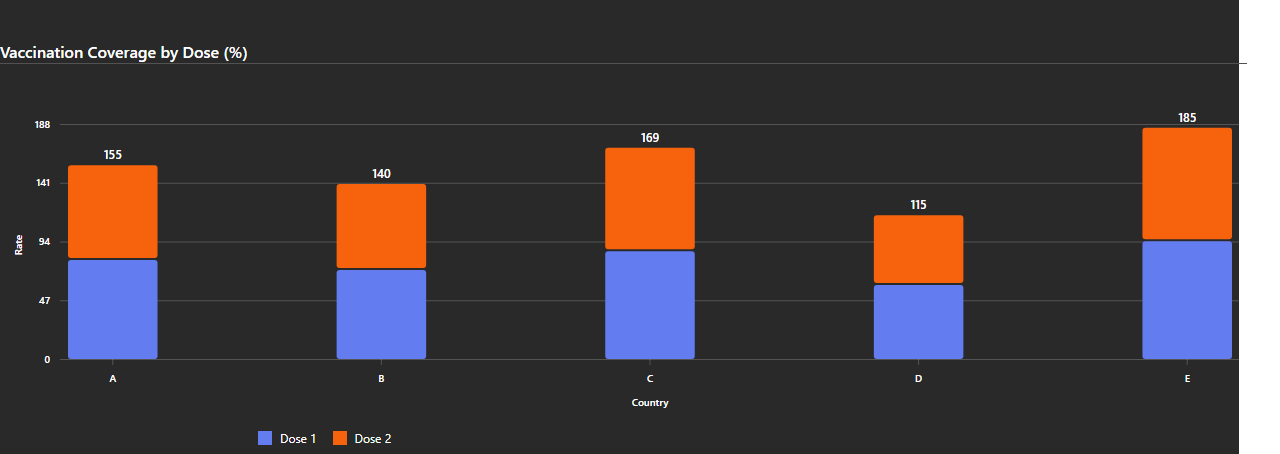 Vaccination Coverage by Dose (%)
188
141
94
47
0
Rate
155
140
169
115
185
A
B
C
D
E
Country
Dose 1
Dose 2